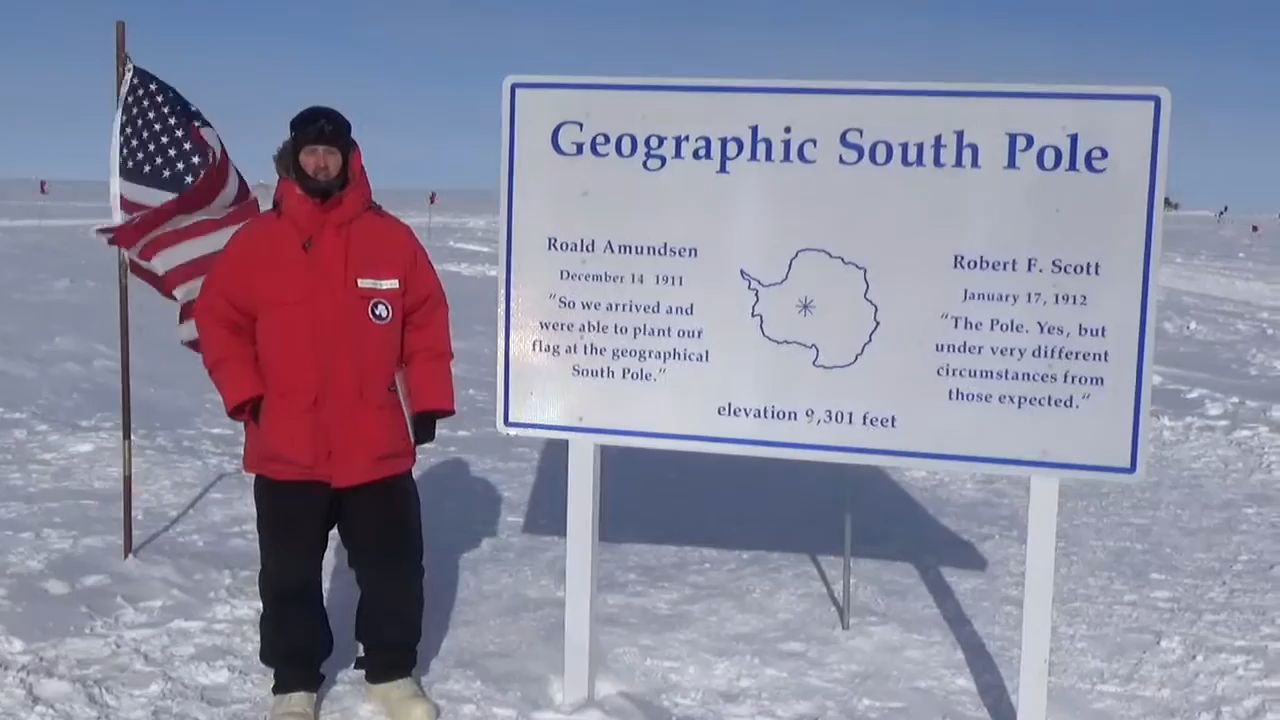 Geographic South Pole
Roald Amundsen
December 14 1911
“So we arrived and
were able to plant our
flag at the geographical
South Pole.”
Robert F. Scott
January 17, 1912
“The Pole. Yes, but
under very different
circumstances from
those expected.“
elevation 9,301 feet